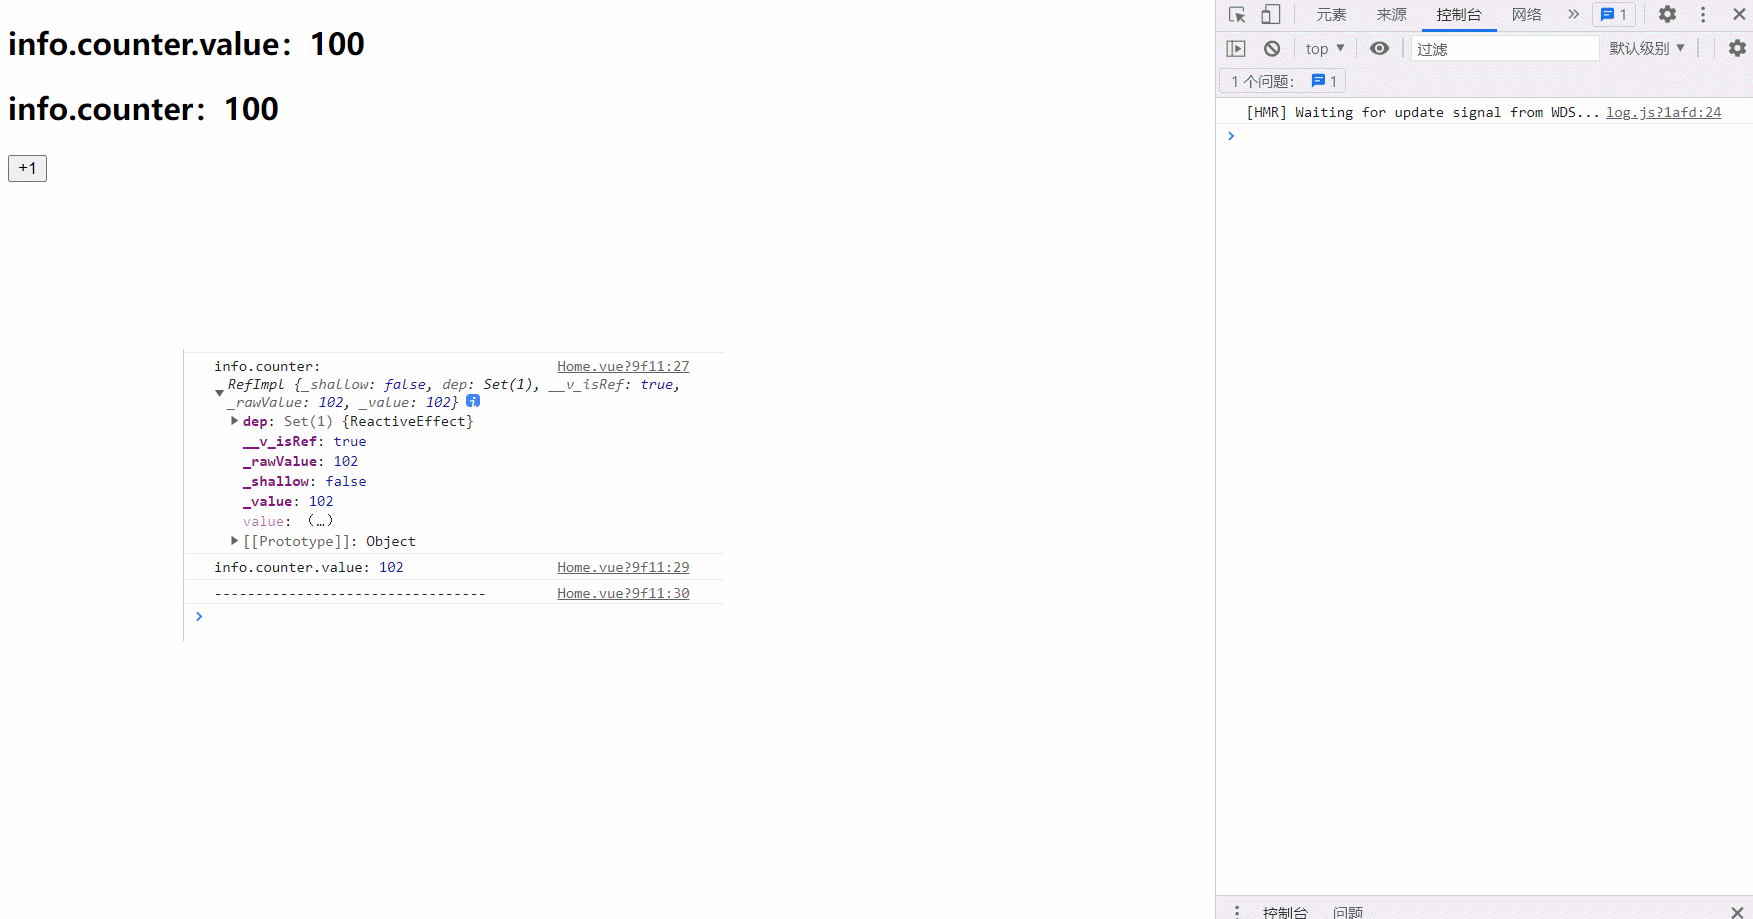 info.counter.value：100
info.counter：100
+1
info.counter: Home.vue?9f11:27
RefImpl {_shallow: false, dep: Set(1), __v_isRef: true,
_rawValue: 102, _value: 102}
dep: Set(1) {ReactiveEffect}
__v_isRef: true
_rawValue: 102
_shallow: false
_value: 102
value: (…)
[[Prototype]]: Object
info.counter.value: 102 Home.vue?9f11:29
--------------------------------- Home.vue?9f11:30
元素 来源 控制台 网络 » 1
top ▼ 过滤 默认级别 ▼
1 个问题: 1
[HMR] Waiting for update signal from WDS... log.js?1afd:24
控制台 问题